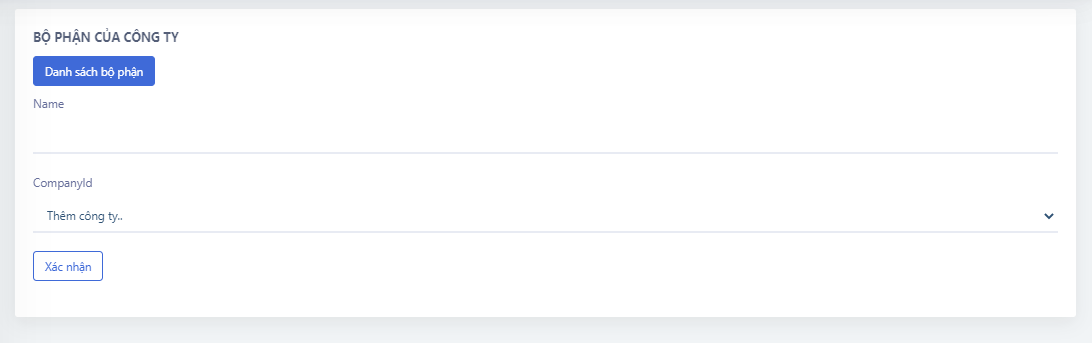 BỘ PHẬN CỦA CÔNG TY
Danh sách bộ phận
Name
CompanyId
Thêm công ty..
Xác nhận